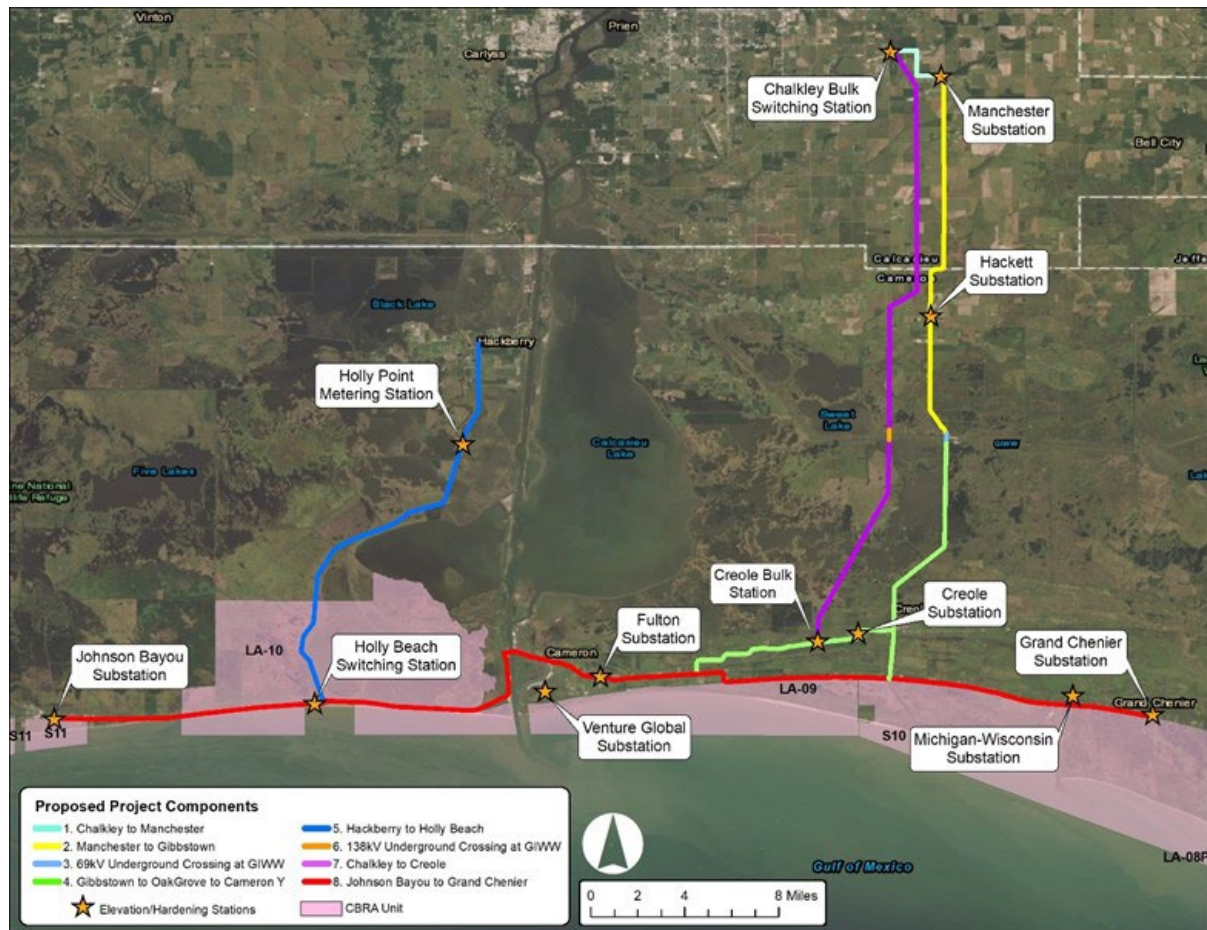 Vinton
Prien
Carlyss
Chalkley Bulk
Switching Station
Manchester
Substation
Bell City
Calcasieu
Cameron
Hackett
Substation
Black Lake
Hackberry
Holly Point
Metering Station
Sweet
Lake
Calcasieu
Lake
GIWW
Five Lakes
Creole Bulk
Station
Creole
Substation
Fulton
Substation
Cameron
Grand Chenier
Substation
Johnson Bayou
Substation
LA-10
Holly Beach
Switching Station
LA-09
Grand Chenier
S11
S11
Venture Global
Substation
S10
Michigan-Wisconsin
Substation
LA-08P
Gulf of Mexico
Proposed Project Components
1. Chalkley to Manchester
2. Manchester to Gibbstown
3. 69kV Underground Crossing at GIWW
4. Gibbstown to OakGrove to Cameron Y
5. Hackberry to Holly Beach
6. 138kV Underground Crossing at GIWW
7. Chalkley to Creole
8. Johnson Bayou to Grand Chenier
Elevation/Hardening Stations
CBRA Unit
0 2 4 8 Miles